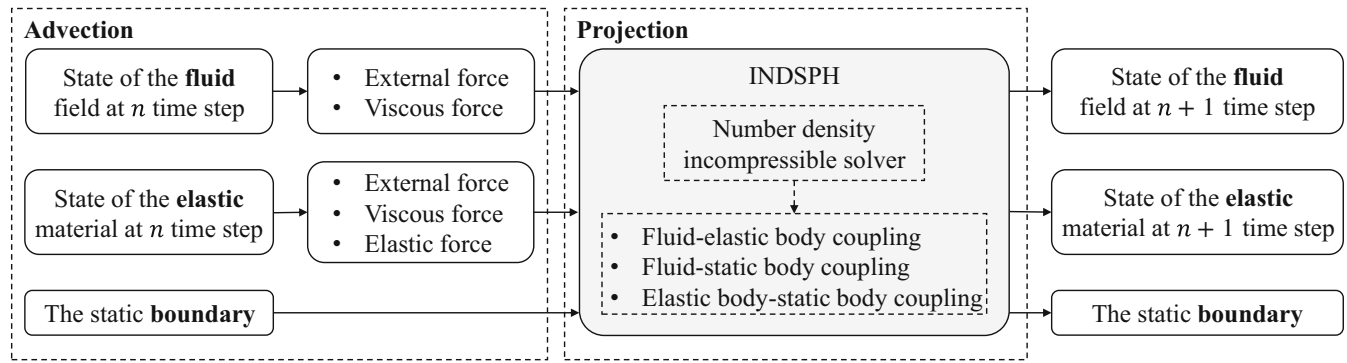 Advection
State of the fluid
field at n time step
• External force
• Viscous force
State of the elastic
material at n time step
• External force
• Viscous force
• Elastic force
The static boundary
Projection
INDSPH
Number density
incompressible solver
• Fluid-elastic body coupling
• Fluid-static body coupling
• Elastic body-static body coupling
State of the fluid
field at n + 1 time step
State of the elastic
material at n + 1 time step
The static boundary